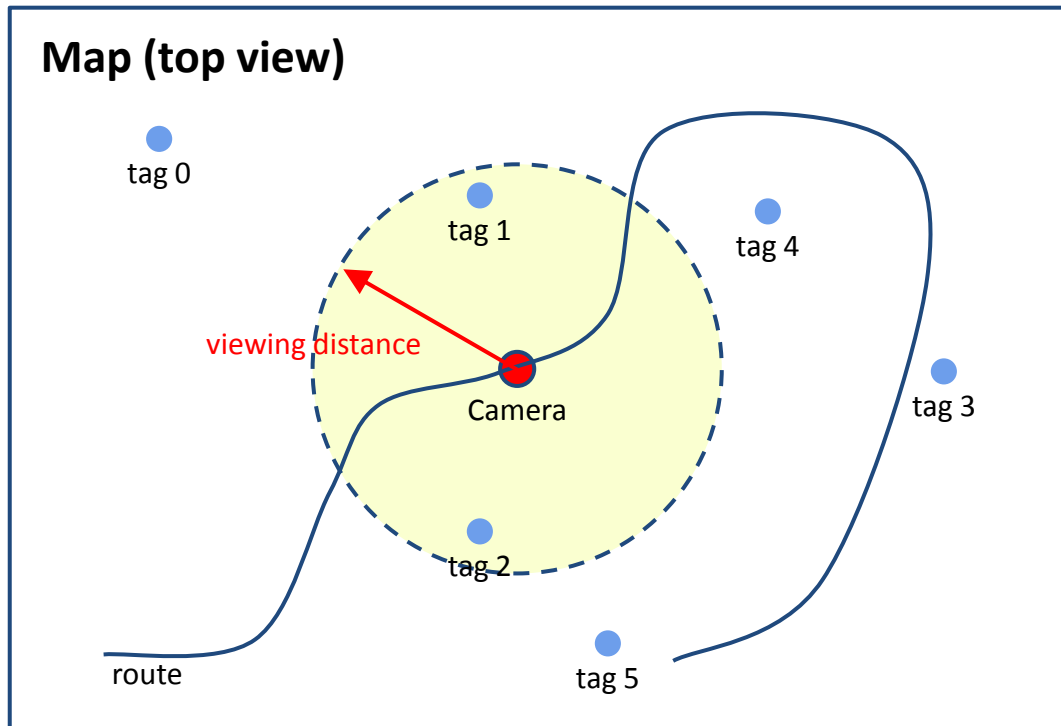 Map (top view)
tag 0
tag 1
tag 4
viewing distance
Camera
tag 3
tag 2
route
tag 5